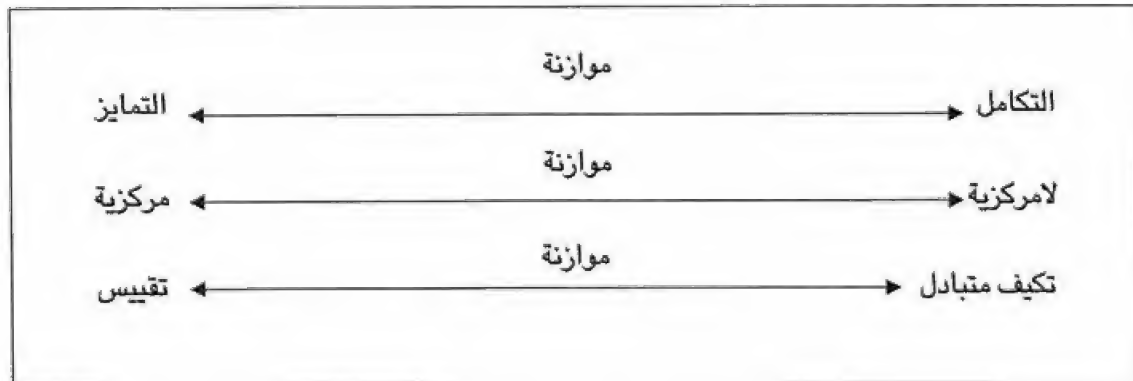 موازنة
التكامل التمايز
موازنة
لامركزية مركزية
موازنة
تكيف متبادل تقييس